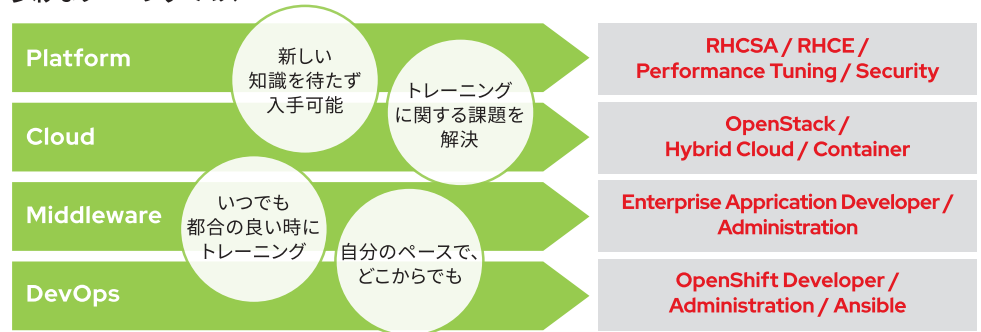 Platform
新しい
知識を待たず
入手可能
トレーニング
に関する課題を
解決
RHCSA / RHCE /
Performance Tuning / Security
Cloud
OpenStack /
Hybrid Cloud / Container
Middleware
いつでも
都合の良い時に
トレーニング
自分のペースで、
どこからでも
Enterprise Apprication Developer /
Administration
DevOps
OpenShift Developer /
Administration / Ansible